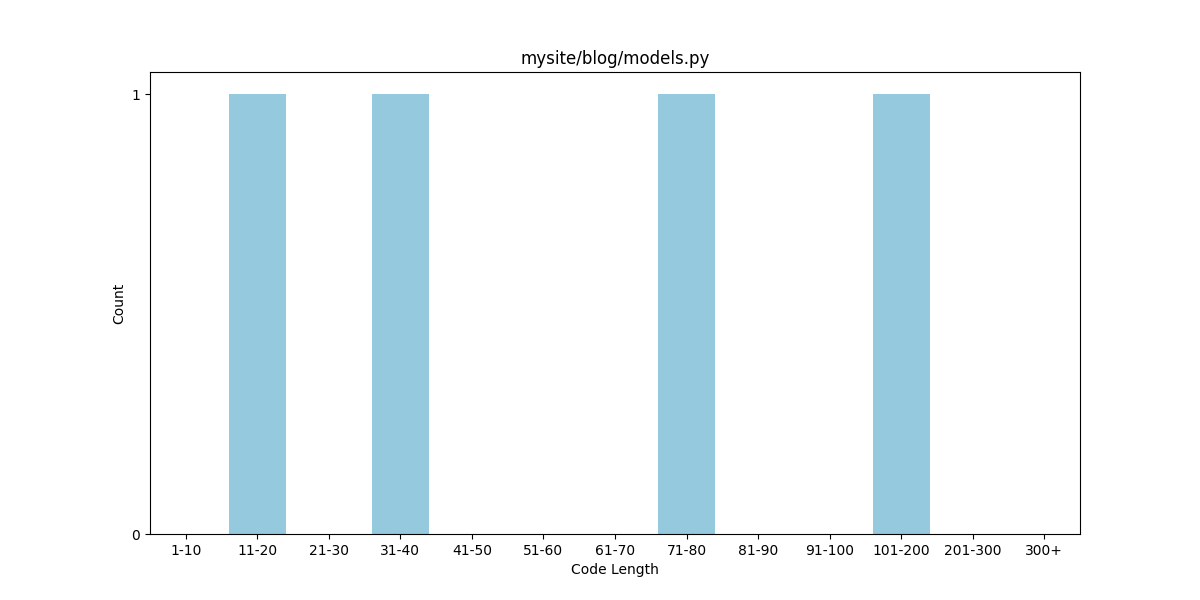 mysite/blog/models.py
1
Count
0
1-10 11-20 21-30 31-40 41-50 51-60 61-70 71-80 81-90 91-100 101-200 201-300 300+
Code Length